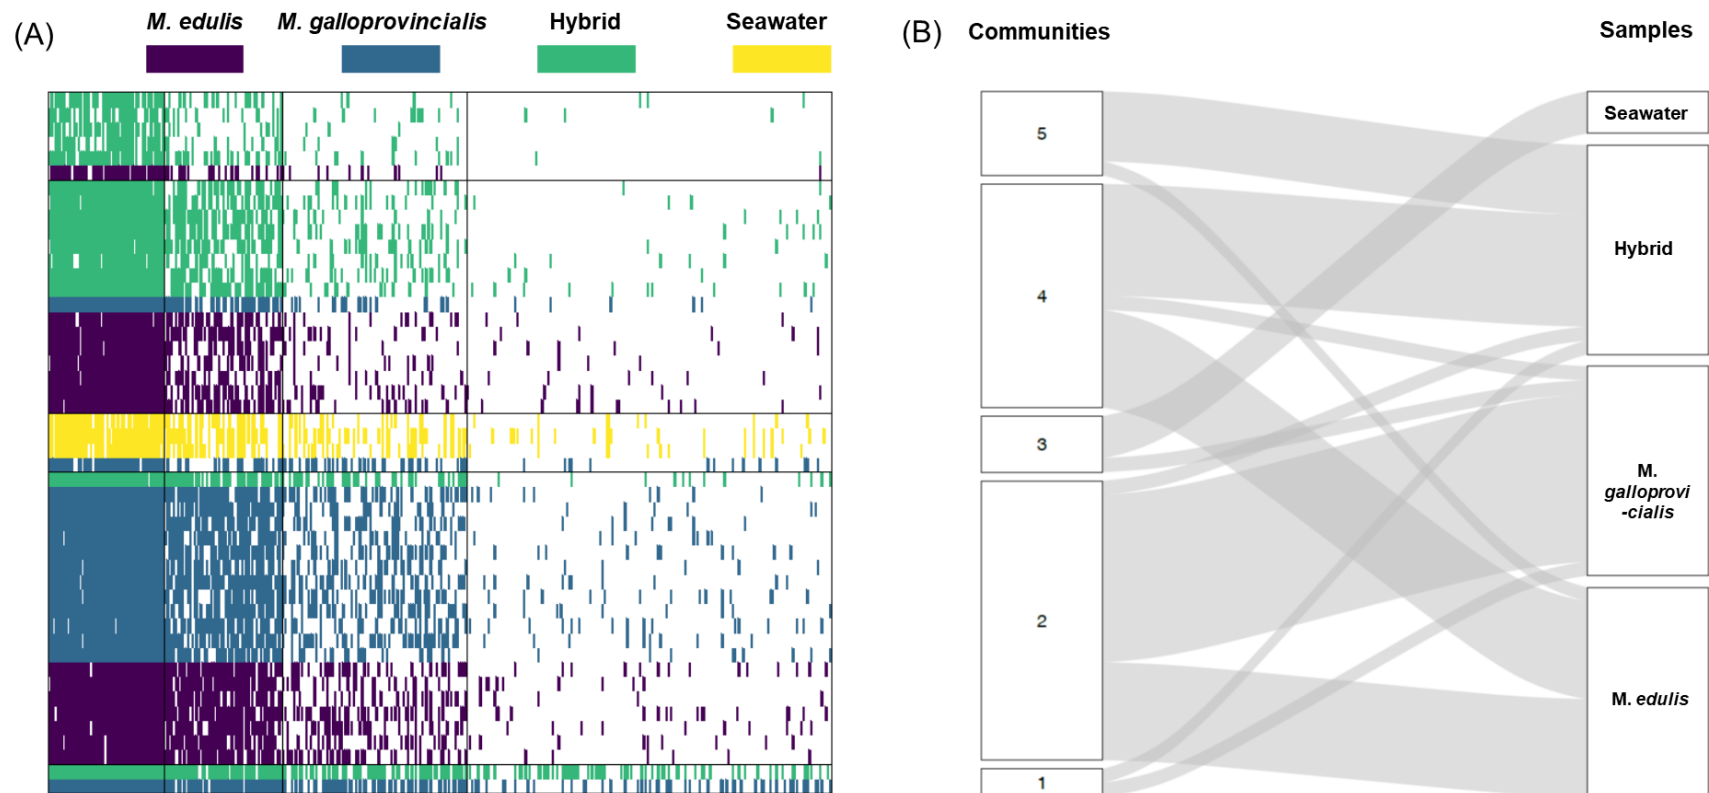 (A)
M. edulis
M. galloprovincialis
Hybrid
Seawater
(B)
Communities
Samples
5
4
3
2
1
Seawater
Hybrid
M.
galloprovi
-cialis
M. edulis